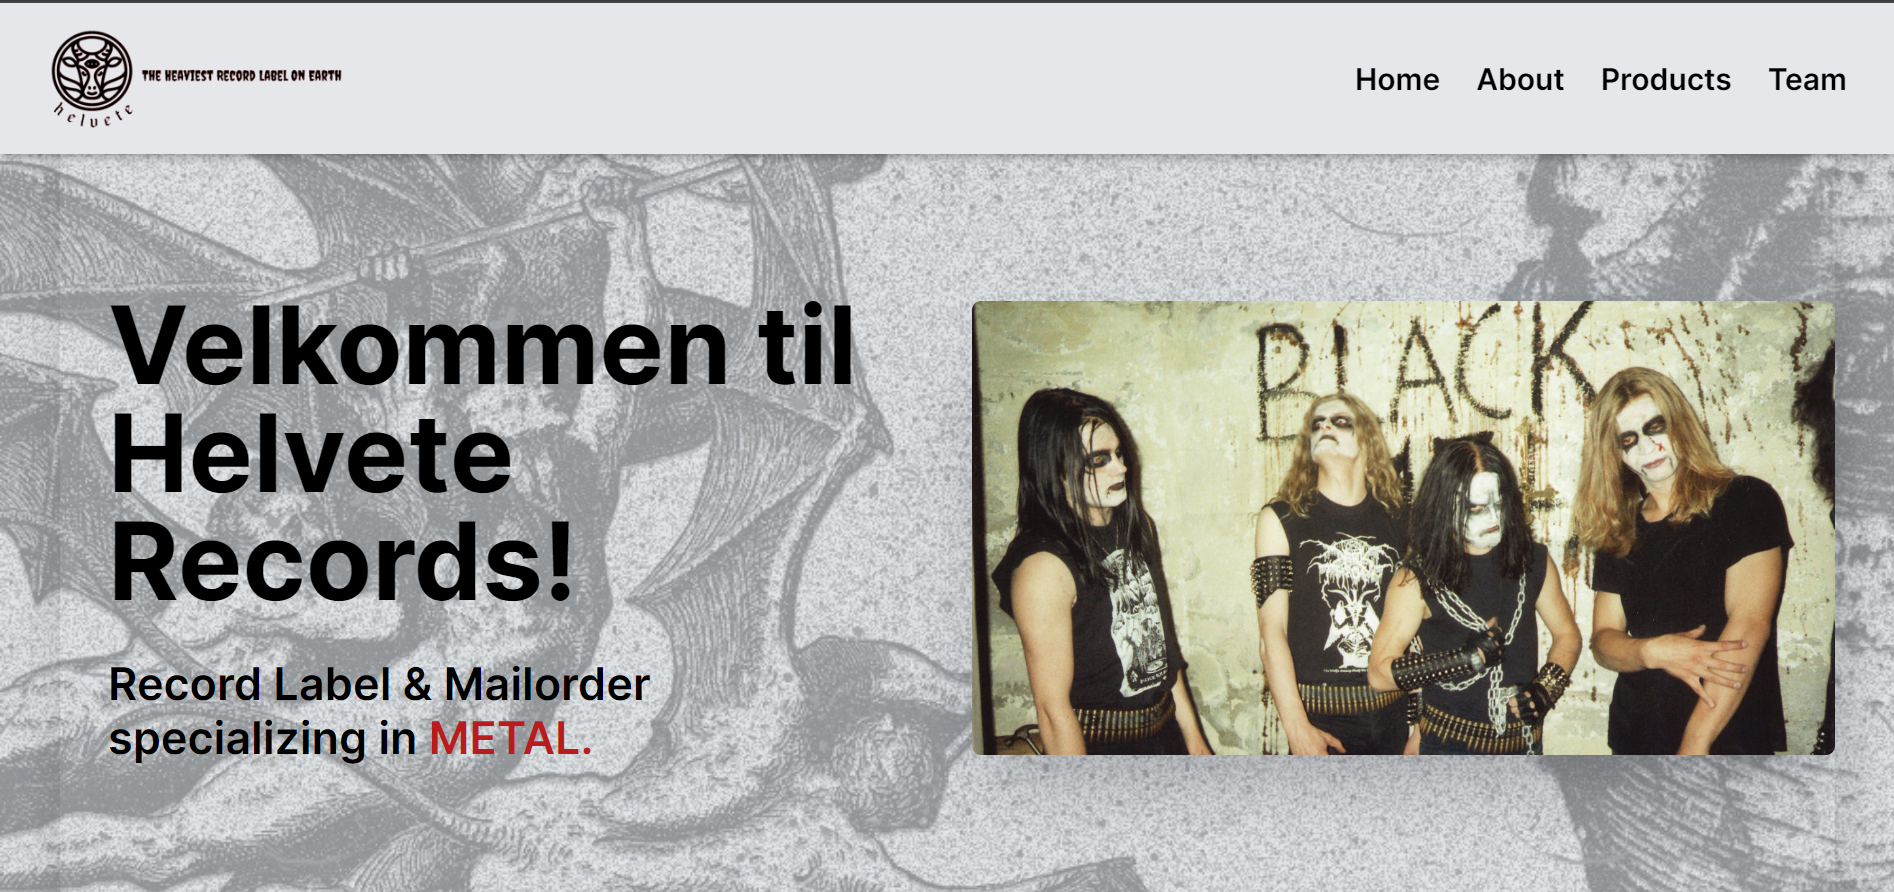 THE HEAVIEST RECORD LABEL ON EARTH
helvete
Home About Products Team
Velkommen til
Helvete
Records!
Record Label & Mailorder
specializing in METAL.
BLACK